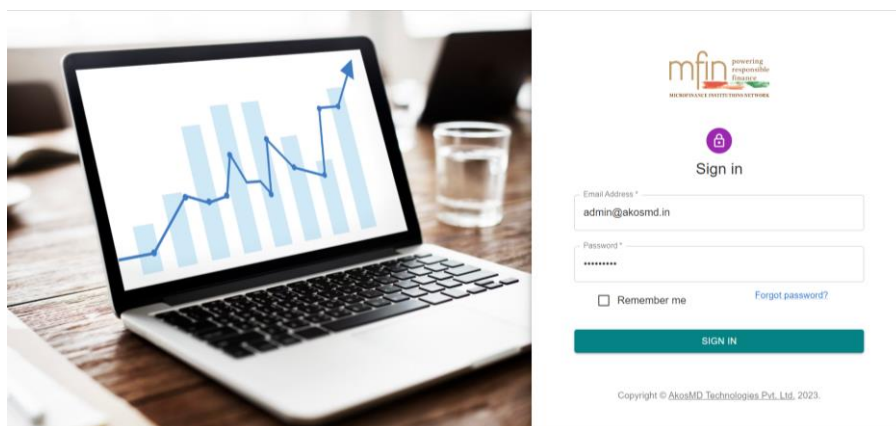 mfin
powering
responsible
finance
MICROFINANCE INSTITUTIONS NETWORK
Sign in
Email Address *
admin@akosmd.in
Password *
•••••••••
Remember me
Forgot password?
SIGN IN
Copyright © AkosMD Technologies Pvt. Ltd. 2023.